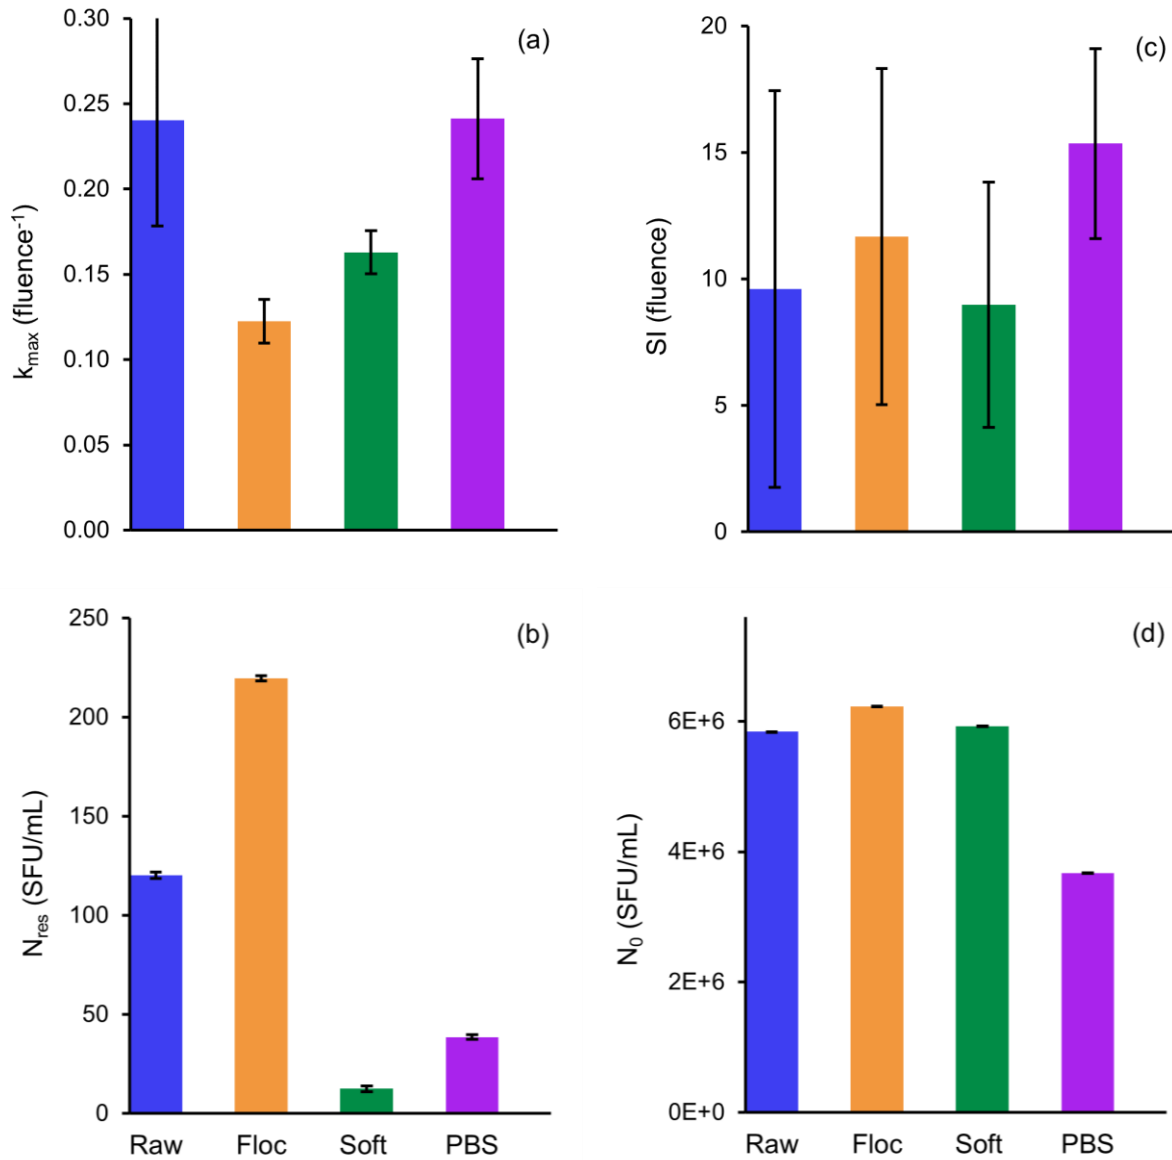 (a)
k_max (fluence⁻¹)
0.30
0.25
0.20
0.15
0.10
0.05
0.00
(c)
SI (fluence)
20
15
10
5
0
(b)
N_res (SFU/mL)
250
200
150
100
50
0
Raw Floc Soft PBS
(d)
N₀ (SFU/mL)
6E+6
4E+6
2E+6
0E+0
Raw Floc Soft PBS